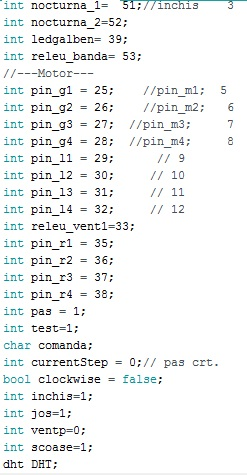 int nocturna_1= 51;//inchis 3
int nocturna_2=52;
int ledgalben= 39;
int releu_banda= 53;
//---Motor---
int pin_g1 = 25; //pin_m1; 5
int pin_g2 = 26; //pin_m2; 6
int pin_g3 = 27; //pin_m3; 7
int pin_g4 = 28; //pin_m4; 8
int pin_l1 = 29; // 9
int pin_l2 = 30; // 10
int pin_l3 = 31; // 11
int pin_l4 = 32; // 12
int releu_vent1=33;
int pin_r1 = 35;
int pin_r2 = 36;
int pin_r3 = 37;
int pin_r4 = 38;
int pas = 1;
int test=1;
char comanda;
int currentStep = 0;// pas crt.
bool clockwise = false;
int inchis=1;
int jos=1;
int ventp=0;
int scoase=1;
dht DHT;